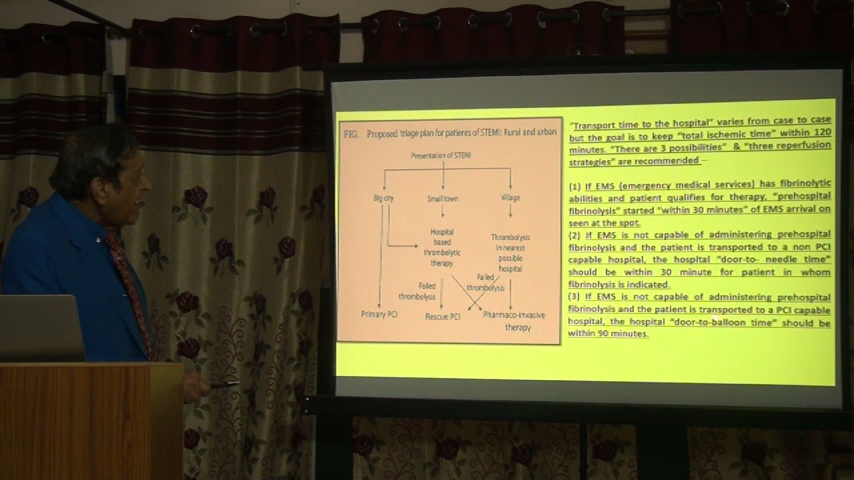 FIG. Proposed triage plan for patients of STEMI: Rural and urban
Presentation of STEMI
Big city
Small town
Village
Hospital
based
thrombolytic
therapy
Thrombolysis
in nearest
possible
hospital
Failed
thrombolysis
Failed
thrombolysis
Primary PCI
Rescue PCI
Pharmaco-invasive
therapy
"Transport time to the hospital" varies from case to case
but the goal is to keep "total ischemic time" within 120
minutes. "There are 3 possibilities" & "three reperfusion
strategies" are recommended –
(1) If EMS (emergency medical services) has fibrinolytic
abilities and patient qualifies for therapy, "prehospital
fibrinolysis" started "within 30 minutes" of EMS arrival on
seen at the spot.
(2) If EMS is not capable of administering prehospital
fibrinolysis and the patient is transported to a non PCI
capable hospital, the hospital "door-to- needle time"
should be within 30 minute for patient in whom
fibrinolysis is indicated.
(3) If EMS is not capable of administering prehospital
fibrinolysis and the patient is transported to a PCI capable
hospital, the hospital "door-to-balloon time" should be
within 90 minutes.